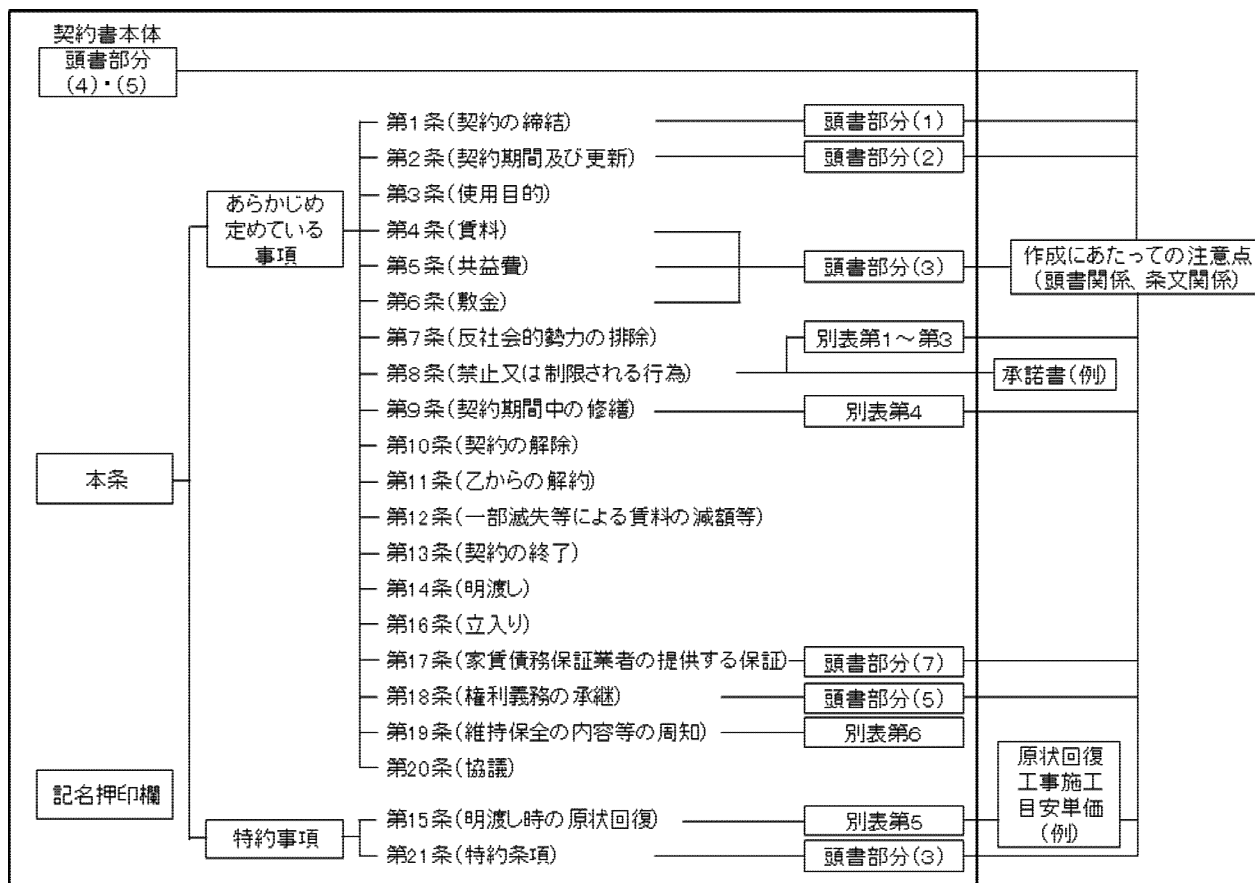 契約書本体
頭書部分
(4)・(5)
第1条(契約の締結)
頭書部分(1)
第2条(契約期間及び更新)
頭書部分(2)
第3条(使用目的)
あらかじめ
定めている
事項
第4条(賃料)
第5条(共益費)
頭書部分(3)
作成にあたっての注意点
(頭書関係、条文関係)
第6条(敷金)
第7条(反社会的勢力の排除)
別表第1～第3
第8条(禁止又は制限される行為)
承諾書(例)
第9条(契約期間中の修繕)
別表第4
第10条(契約の解除)
本条
第11条(乙からの解約)
第12条(一部滅失等による賃料の減額等)
第13条(契約の終了)
第14条(明渡し)
第16条(立入り)
第17条(家賃債務保証業者の提供する保証)
頭書部分(7)
第18条(権利義務の承継)
頭書部分(5)
第19条(維持保全の内容等の周知)
別表第6
第20条(協議)
記名押印欄
原状回復
工事施工
目安単価
(例)
特約事項
第15条(明渡し時の原状回復)
別表第5
第21条(特約条項)
頭書部分(3)